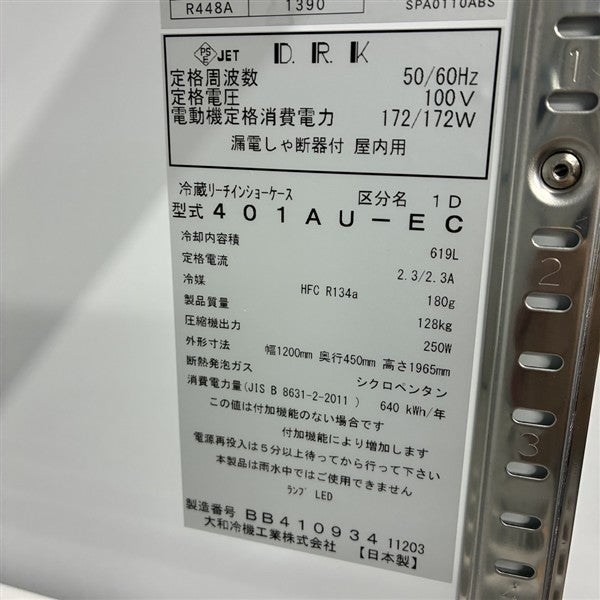 R448A 1390 SPA0110ABS
PSE JET D.R.K
定格周波数 50/60Hz
定格電圧 100V
電動機定格消費電力 172/172W
漏電しゃ断器付 屋内用
冷蔵リーチインショーケース 区分名 1D
型式 401AU-EC
冷却内容積 619L
定格電流 2.3/2.3A
冷媒 HFC R134a 180g
製品質量 128kg
圧縮機出力 250W
外形寸法 幅1200mm 奥行450mm 高さ1965mm
断熱発泡ガス シクロペンタン
消費電力量(JIS B 8631-2-2011 ) 640 kWh/年
この値は付加機能のない場合です
付加機能により増加します
電源再投入は5分以上待ってから行って下さい
本製品は雨水中ではご使用できません
ランプ LED
製造番号 BB410934 11203
大和冷機工業株式会社 【日本製】
1
2
3